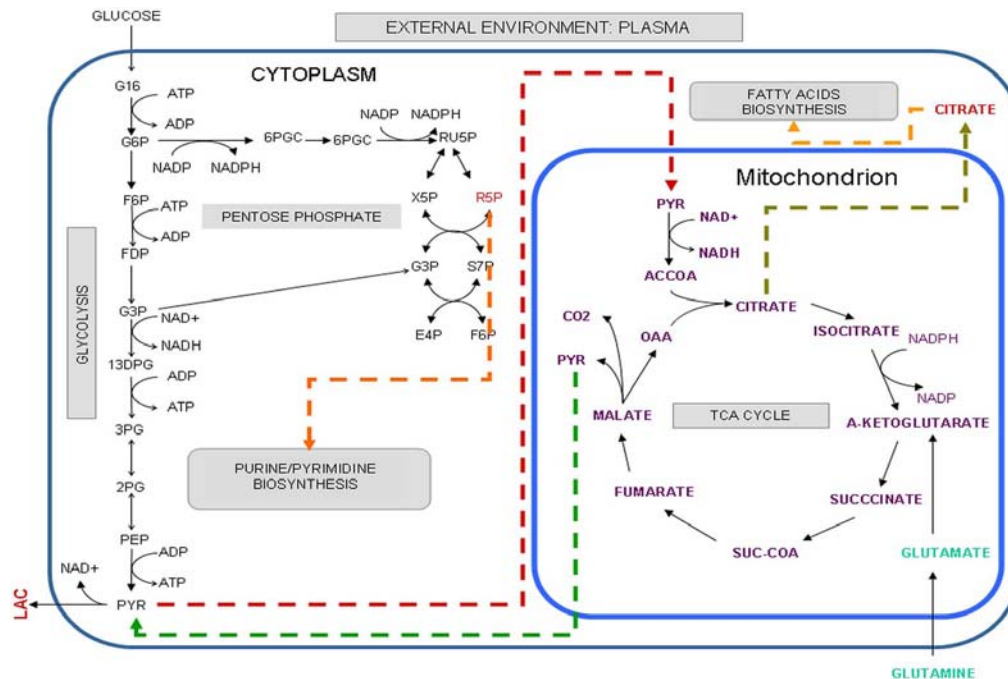 GLUCOSE
EXTERNAL ENVIRONMENT: PLASMA
CYTOPLASM
G16
ATP
ADP
G6P
NADP
NADPH
6PGC
6PGC
NADP
NADPH
RU5P
F6P
ATP
ADP
FDP
PENTOSE PHOSPHATE
X5P
R5P
G3P
S7P
E4P
F6P
GLYCOLYSIS
G3P
NAD+
NADH
13DPG
ADP
ATP
3PG
2PG
PEP
ADP
ATP
NAD+
PYR
LAC
PURINE/PYRIMIDINE
BIOSYNTHESIS
FATTY ACIDS
BIOSYNTHESIS
CITRATE
Mitochondrion
PYR
NAD+
NADH
ACCOA
CITRATE
CO2
OAA
ISOCITRATE
PYR
NADPH
NADP
MALATE
TCA CYCLE
A-KETOGLUTARATE
FUMARATE
SUCCCINATE
SUC-COA
GLUTAMATE
GLUTAMINE